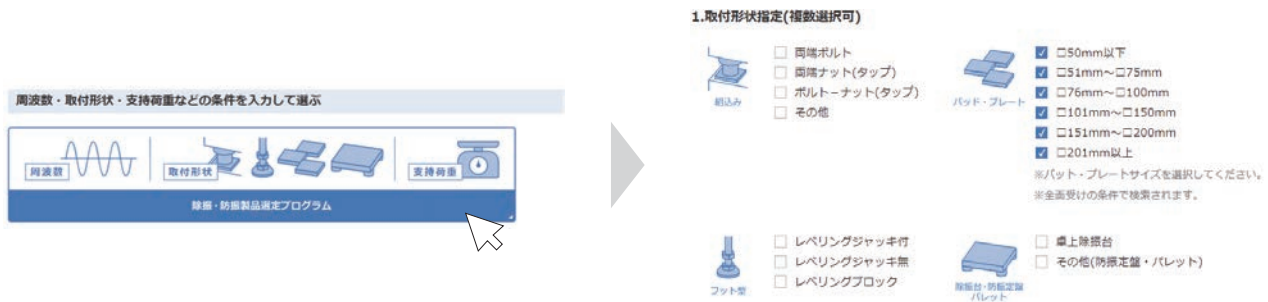 周波数・取付形状・支持荷重などの条件を入力して選ぶ
周波数
取付形状
支持荷重
除振・防振製品選定プログラム
1.取付形状指定(複数選択可)
組込み
両端ボルト
両端ナット(タップ)
ボルトーナット(タップ)
その他
パッド・プレート
□50mm以下
□51mm～□75mm
□76mm～□100mm
□101mm～□150mm
□151mm～□200mm
□201mm以上
※パット・プレートサイズを選択してください。
※全面受けの条件で検索されます。
フット型
レベリングジャッキ付
レベリングジャッキ無
レベリングブロック
除振台・防振定盤
パレット
卓上除振台
その他(防振定盤・パレット)